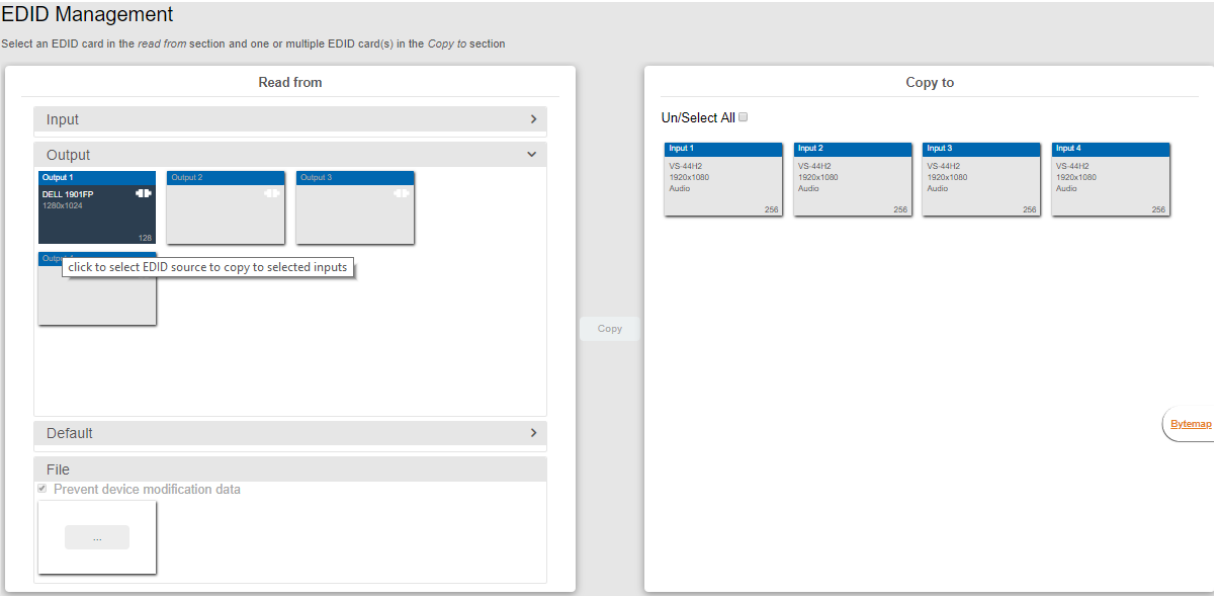 EDID Management
Select an EDID card in the read from section and one or multiple EDID card(s) in the Copy to section
Read from
Input
Output
Output 1
DELL 1901FP
1280x1024
128
Output 2
Output 3
click to select EDID source to copy to selected inputs
Default
File
Prevent device modification data
...
Copy
Copy to
Un/Select All
Input 1
VS-44H2
1920x1080
Audio
256
Input 2
VS-44H2
1920x1080
Audio
256
Input 3
VS-44H2
1920x1080
Audio
256
Input 4
VS-44H2
1920x1080
Audio
256
Bytemap